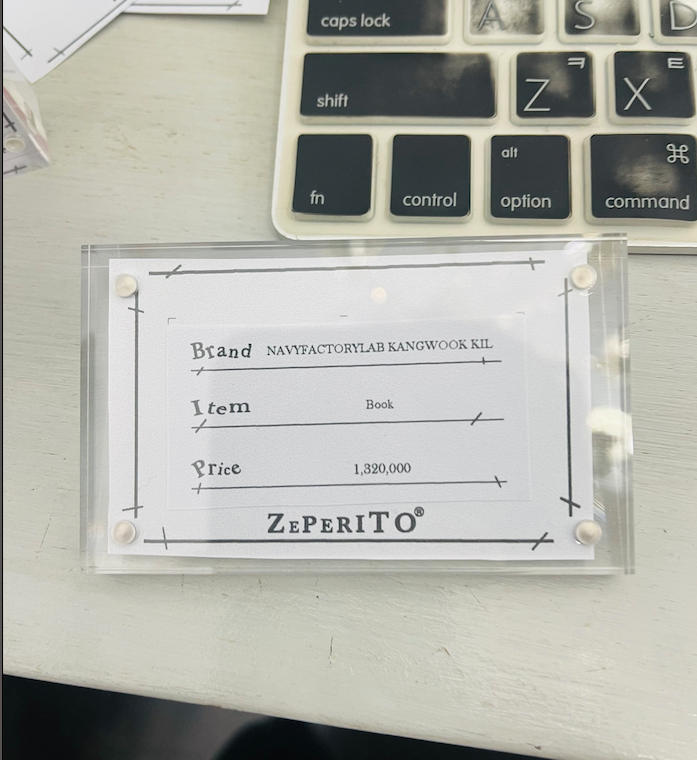 caps lock A S D
shift Z ㅋ X ㅌ
alt ⌘
fn control option command
Brand NAVYFACTORYLAB KANGWOOK KIL
Item Book
Price 1,320,000
ZEPERITO®